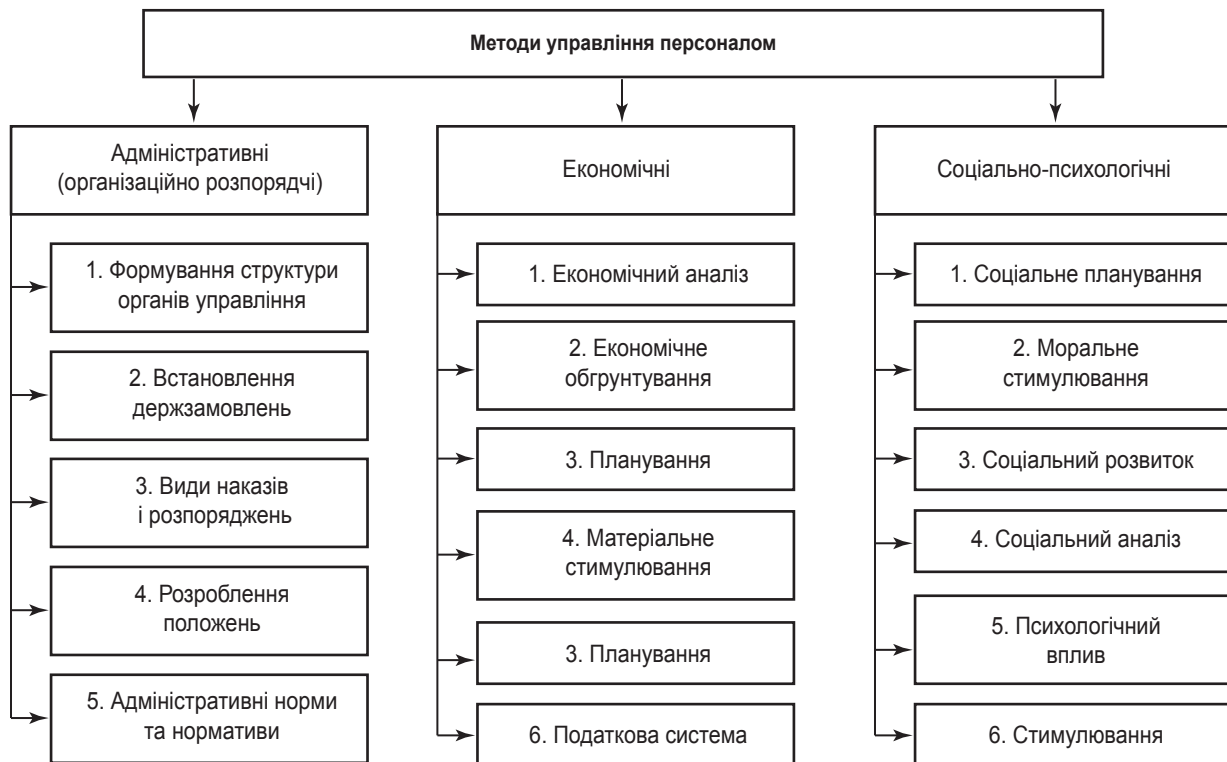 Методи управління персоналом
Адміністративні
(організаційно розпорядчі)
1. Формування структури
органів управління
2. Встановлення
держзамовлень
3. Види наказів
і розпоряджень
4. Розроблення
положень
5. Адміністративні норми
та нормативи
Економічні
1. Економічний аналіз
2. Економічне
обгрунтування
3. Планування
4. Матеріальне
стимулювання
3. Планування
6. Податкова система
Соціально-психологічні
1. Соціальне планування
2. Моральне
стимулювання
3. Соціальний розвиток
4. Соціальний аналіз
5. Психологічний
вплив
6. Стимулювання